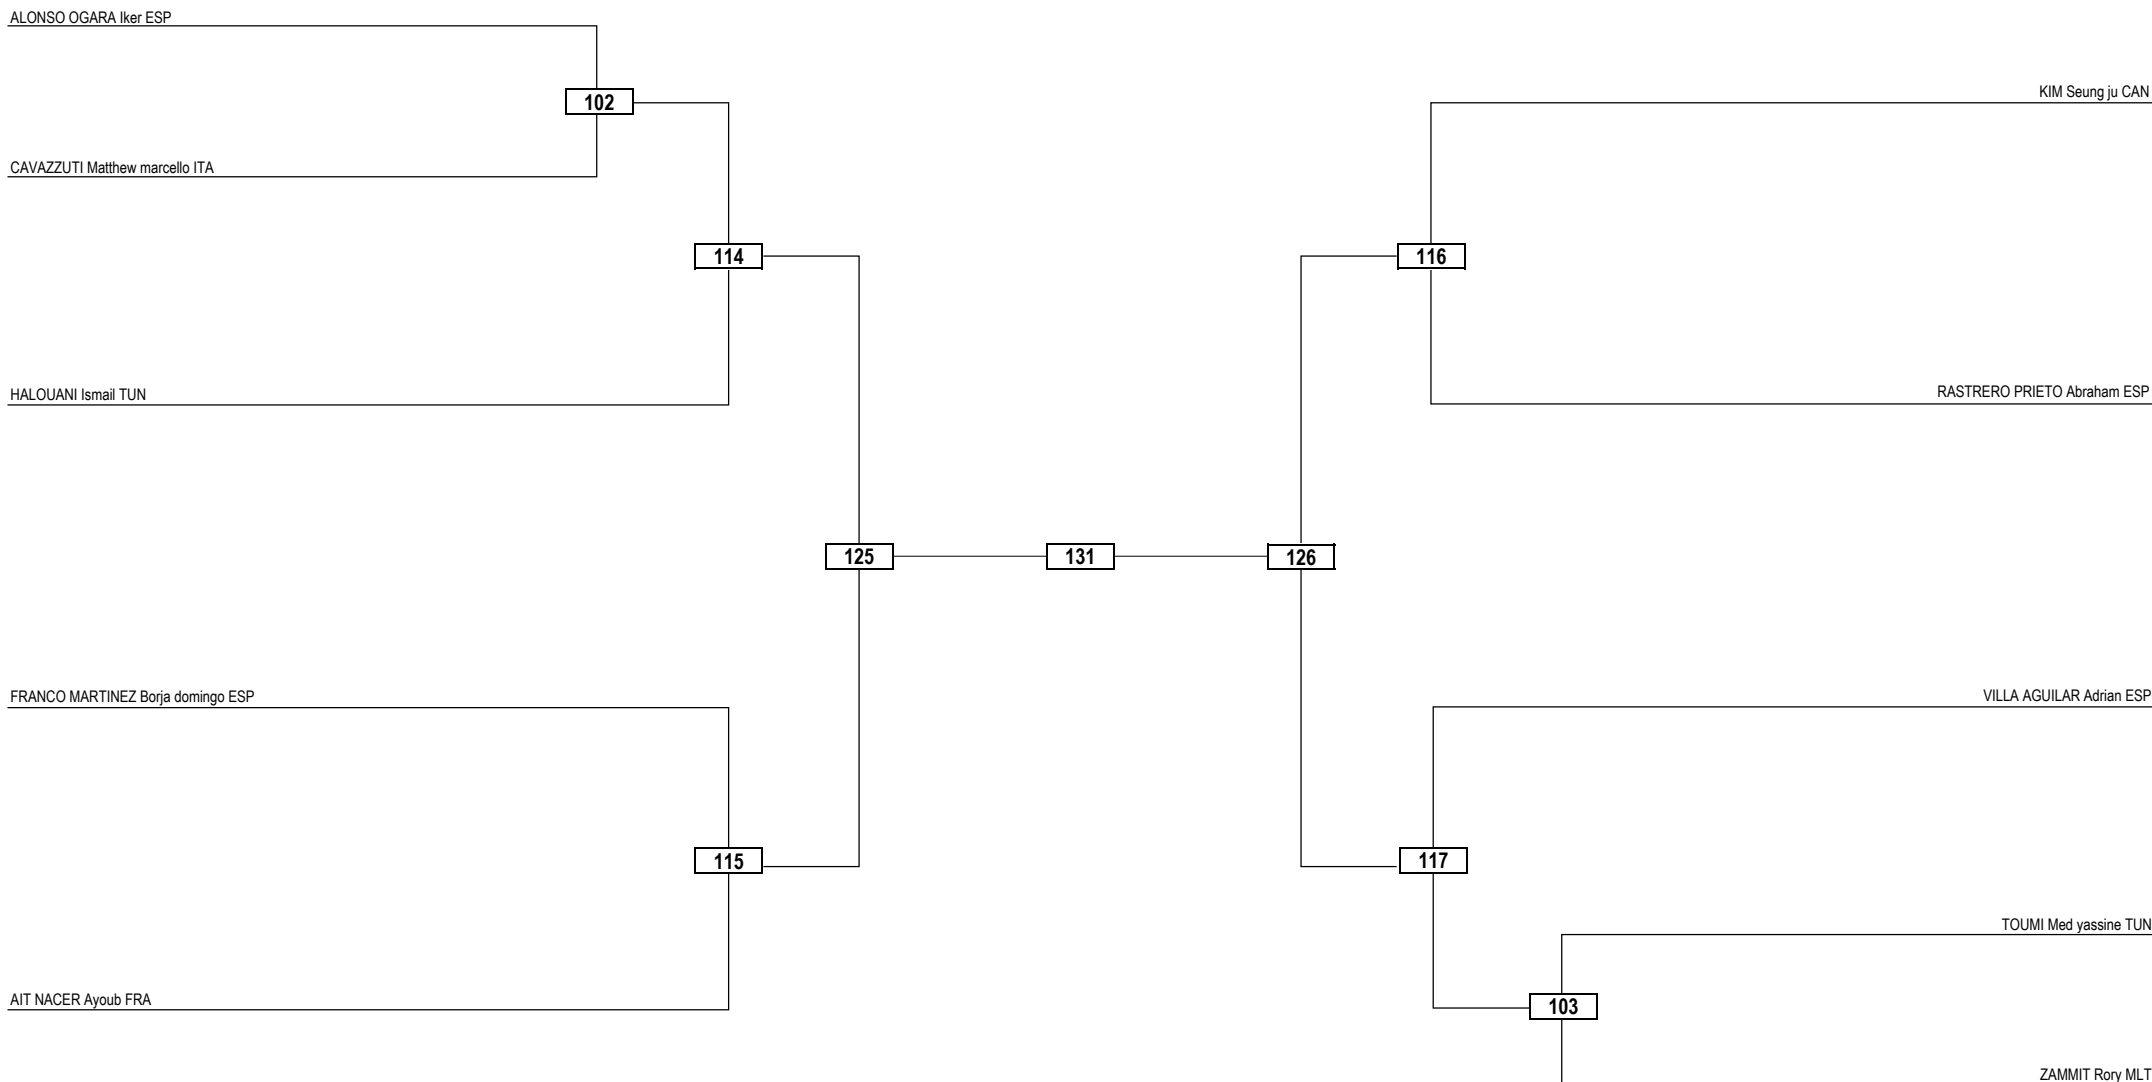 ALONSO OGARA Iker ESP
KIM Seung ju CAN
102
CAVAZZUTI Matthew marcello ITA
114
116
HALOUANI Ismail TUN
RASTRERO PRIETO Abraham ESP
125
131
126
FRANCO MARTINEZ Borja domingo ESP
VILLA AGUILAR Adrian ESP
115
117
TOUMI Med yassine TUN
AIT NACER Ayoub FRA
103
ZAMMIT Rory MLT